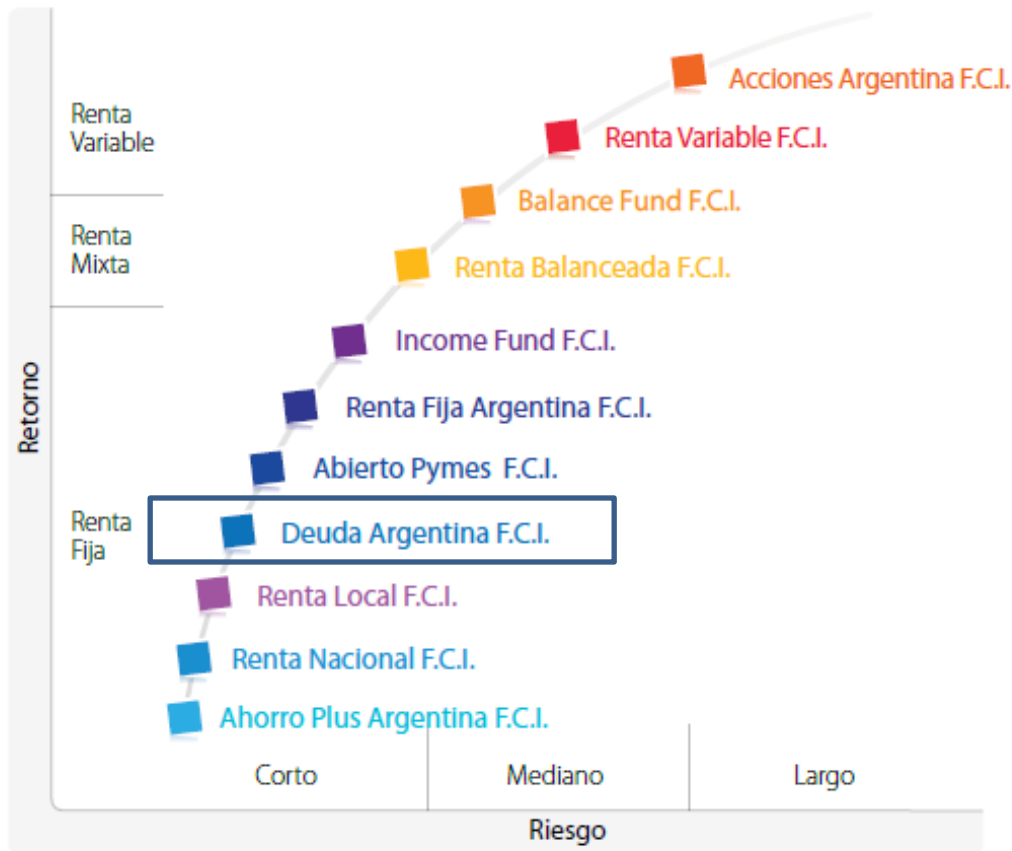 Acciones Argentina F.C.I.
Renta
Variable
Renta Variable F.C.I.
Balance Fund F.C.I.
Renta
Mixta
Renta Balanceada F.C.I.
Income Fund F.C.I.
Retorno
Renta Fija Argentina F.C.I.
Abierto Pymes F.C.I.
Renta
Fija
Deuda Argentina F.C.I.
Renta Local F.C.I.
Renta Nacional F.C.I.
Ahorro Plus Argentina F.C.I.
Corto
Mediano
Largo
Riesgo